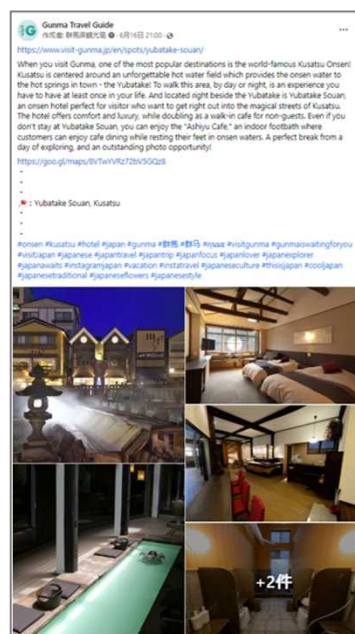 Gunma Travel Guide
作成者: 群馬県観光局 · 6月16日 21:00 ·
https://www.visit-gunma.jp/en/spots/yubatake-souan/
When you visit Gunma, one of the most popular destinations is the world-famous Kusatsu Onsen!
Kusatsu is centered around an unforgettable hot water field which provides the onsen water to
the hot springs in town - the Yubatake! To walk this area, by day or night, is an experience you
have to have at least once in your life. And located right beside the Yubatake is Yubatake Souan,
an onsen hotel perfect for visitor who want to get right out into the magical streets of Kusatsu.
The hotel offers comfort and luxury, while doubling as a walk-in cafe for non-guests. Even if you
don't stay at Yubatake Souan, you can enjoy the "Ashiyu Cafe," an indoor footbath where
customers can enjoy cafe dining while resting their feet in onsen waters. A perfect break from a
day of exploring, and an outstanding photo opportunity!
https://goo.gl/maps/8VTwYVRz72bV5GQz8
: Yubatake Souan, Kusatsu
#onsen #kusatsu #hotel #japan #gunma #群馬 #群马 #visitgunma #gunmaiswaitingforyou
#visitJapan #japanese #japantravel #japantrip #japanfocus #japanlover #japanexplorer
#japanawaits #instagramjapan #vacation #instatravel #japaneseculture #thisisjapan #cooljapan
#japanesetraditional #japaneseflowers #japanesestyle
+2件